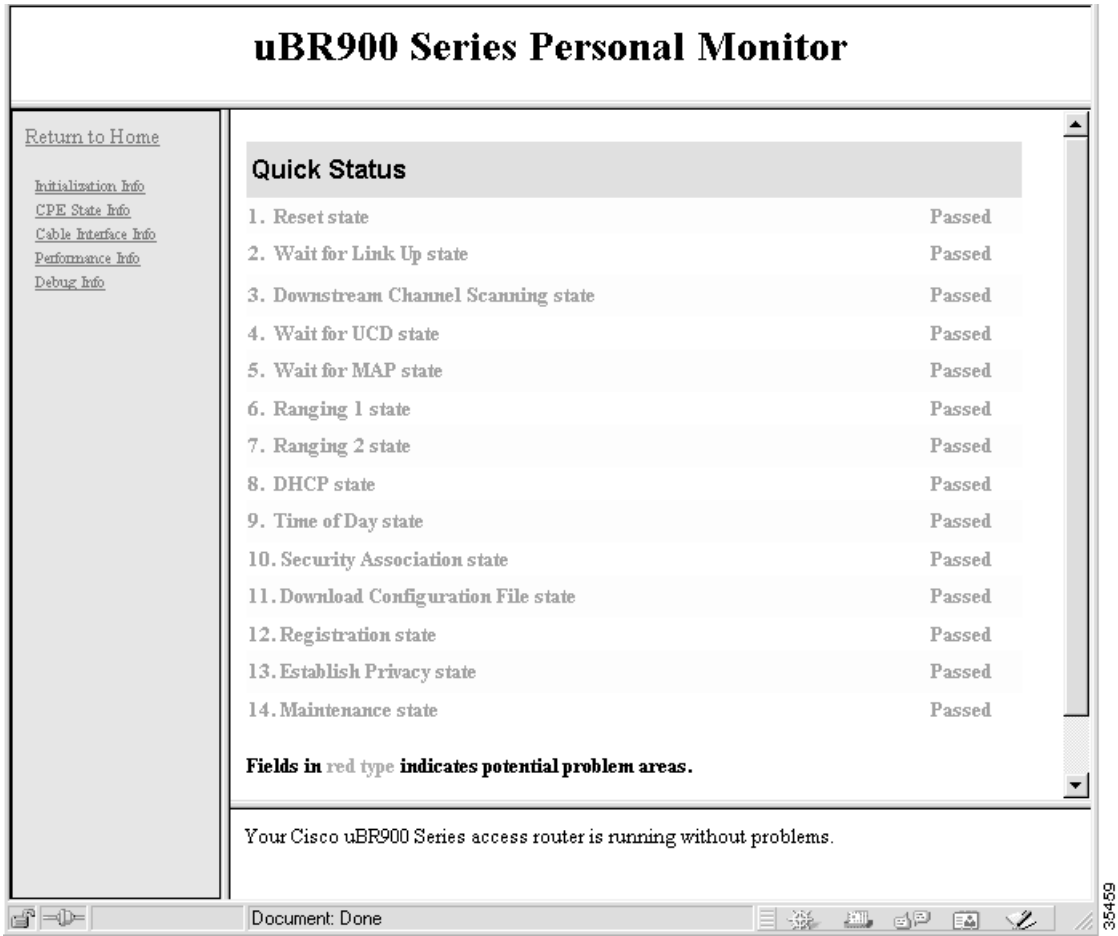 uBR900 Series Personal Monitor
Return to Home
Initialization Info
CPE State Info
Cable Interface Info
Performance Info
Debug Info
Quick Status
1. Reset state Passed
2. Wait for Link Up state Passed
3. Downstream Channel Scanning state Passed
4. Wait for UCD state Passed
5. Wait for MAP state Passed
6. Ranging 1 state Passed
7. Ranging 2 state Passed
8. DHCP state Passed
9. Time of Day state Passed
10. Security Association state Passed
11. Download Configuration File state Passed
12. Registration state Passed
13. Establish Privacy state Passed
14. Maintenance state Passed
Fields in red type indicates potential problem areas.
Your Cisco uBR900 Series access router is running without problems.
Document: Done
35459